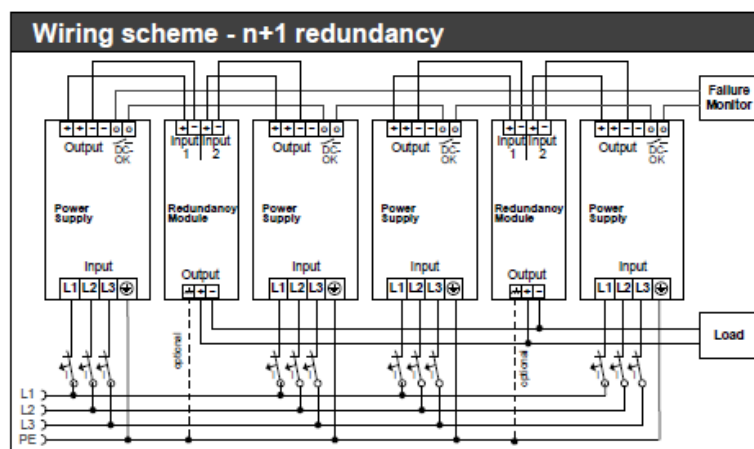 Wiring scheme - n+1 redundancy
Failure
Monitor
+ + - - o o
Output
DC-
OK
Power
Supply
Input
L1 L2 L3
+ - + -
Input Input
1 2
Redundancy
Module
Output
+ -
optional
+ + - - o o
Output
DC-
OK
Power
Supply
Input
L1 L2 L3
+ + - - o o
Output
DC-
OK
Power
Supply
Input
L1 L2 L3
+ - + -
Input Input
1 2
Redundancy
Module
Output
+ -
optional
+ + - - o o
Output
DC-
OK
Power
Supply
Input
L1 L2 L3
Load
L1
L2
L3
PE